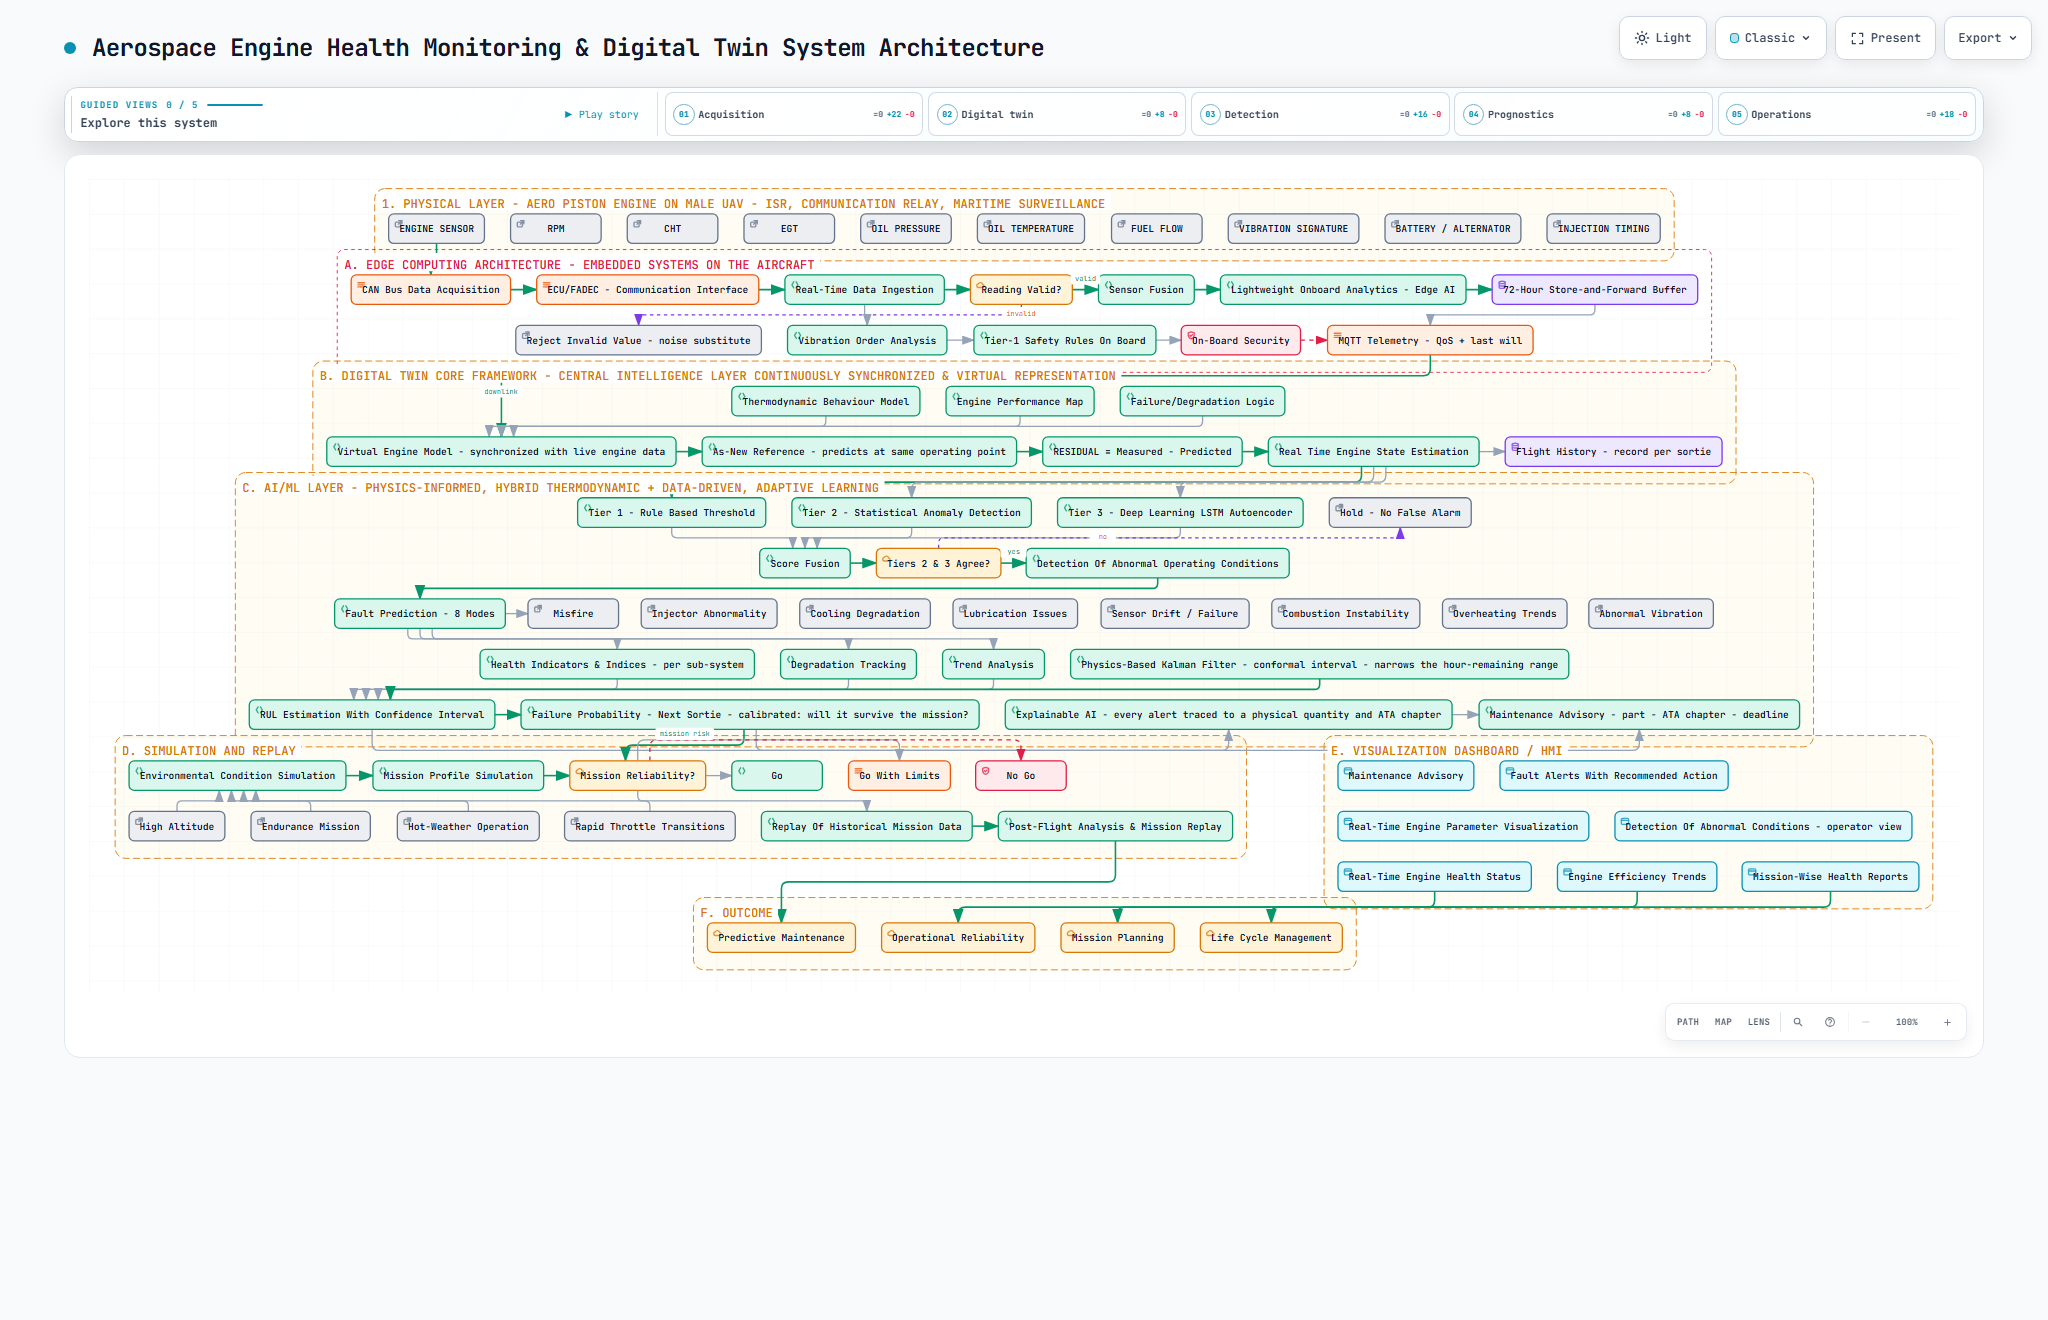 Aerospace Engine Health Monitoring & Digital Twin System Architecture
Light
Classic
Present
Export
GUIDED VIEWS 0 / 5
Explore this system
Play story
01 Acquisition =0 +22 -0
02 Digital twin =0 +8 -0
03 Detection =0 +16 -0
04 Prognostics =0 +8 -0
05 Operations =0 +18 -0
1. PHYSICAL LAYER - AERO PISTON ENGINE ON MALE UAV - ISR, COMMUNICATION RELAY, MARITIME SURVEILLANCE
ENGINE SENSOR
RPM
CHT
EGT
OIL PRESSURE
OIL TEMPERATURE
FUEL FLOW
VIBRATION SIGNATURE
BATTERY / ALTERNATOR
INJECTION TIMING
A. EDGE COMPUTING ARCHITECTURE - EMBEDDED SYSTEMS ON THE AIRCRAFT
CAN Bus Data Acquisition
ECU/FADEC - Communication Interface
Real-Time Data Ingestion
Reading Valid?
valid
Sensor Fusion
Lightweight Onboard Analytics - Edge AI
72-Hour Store-and-Forward Buffer
invalid
Reject Invalid Value - noise substitute
Vibration Order Analysis
Tier-1 Safety Rules On Board
On-Board Security
MQTT Telemetry - QoS + last will
B. DIGITAL TWIN CORE FRAMEWORK - CENTRAL INTELLIGENCE LAYER CONTINUOUSLY SYNCHRONIZED & VIRTUAL REPRESENTATION
downlink
Thermodynamic Behaviour Model
Engine Performance Map
Failure/Degradation Logic
Virtual Engine Model - synchronized with live engine data
As-New Reference - predicts at same operating point
RESIDUAL = Measured - Predicted
Real Time Engine State Estimation
Flight History - record per sortie
C. AI/ML LAYER - PHYSICS-INFORMED, HYBRID THERMODYNAMIC + DATA-DRIVEN, ADAPTIVE LEARNING
Tier 1 - Rule Based Threshold
Tier 2 - Statistical Anomaly Detection
Tier 3 - Deep Learning LSTM Autoencoder
Hold - No False Alarm
no
Score Fusion
Tiers 2 & 3 Agree?
yes
Detection Of Abnormal Operating Conditions
Fault Prediction - 8 Modes
Misfire
Injector Abnormality
Cooling Degradation
Lubrication Issues
Sensor Drift / Failure
Combustion Instability
Overheating Trends
Abnormal Vibration
Health Indicators & Indices - per sub-system
Degradation Tracking
Trend Analysis
Physics-Based Kalman Filter - conformal interval - narrows the hour-remaining range
RUL Estimation With Confidence Interval
Failure Probability - Next Sortie - calibrated: will it survive the mission?
Explainable AI - every alert traced to a physical quantity and ATA chapter
Maintenance Advisory - part - ATA chapter - deadline
mission risk
D. SIMULATION AND REPLAY
Environmental Condition Simulation
Mission Profile Simulation
Mission Reliability?
Go
Go With Limits
No Go
High Altitude
Endurance Mission
Hot-Weather Operation
Rapid Throttle Transitions
Replay Of Historical Mission Data
Post-Flight Analysis & Mission Replay
E. VISUALIZATION DASHBOARD / HMI
Maintenance Advisory
Fault Alerts With Recommended Action
Real-Time Engine Parameter Visualization
Detection Of Abnormal Conditions - operator view
Real-Time Engine Health Status
Engine Efficiency Trends
Mission-Wise Health Reports
F. OUTCOME
Predictive Maintenance
Operational Reliability
Mission Planning
Life Cycle Management
PATH
MAP
LENS
100%